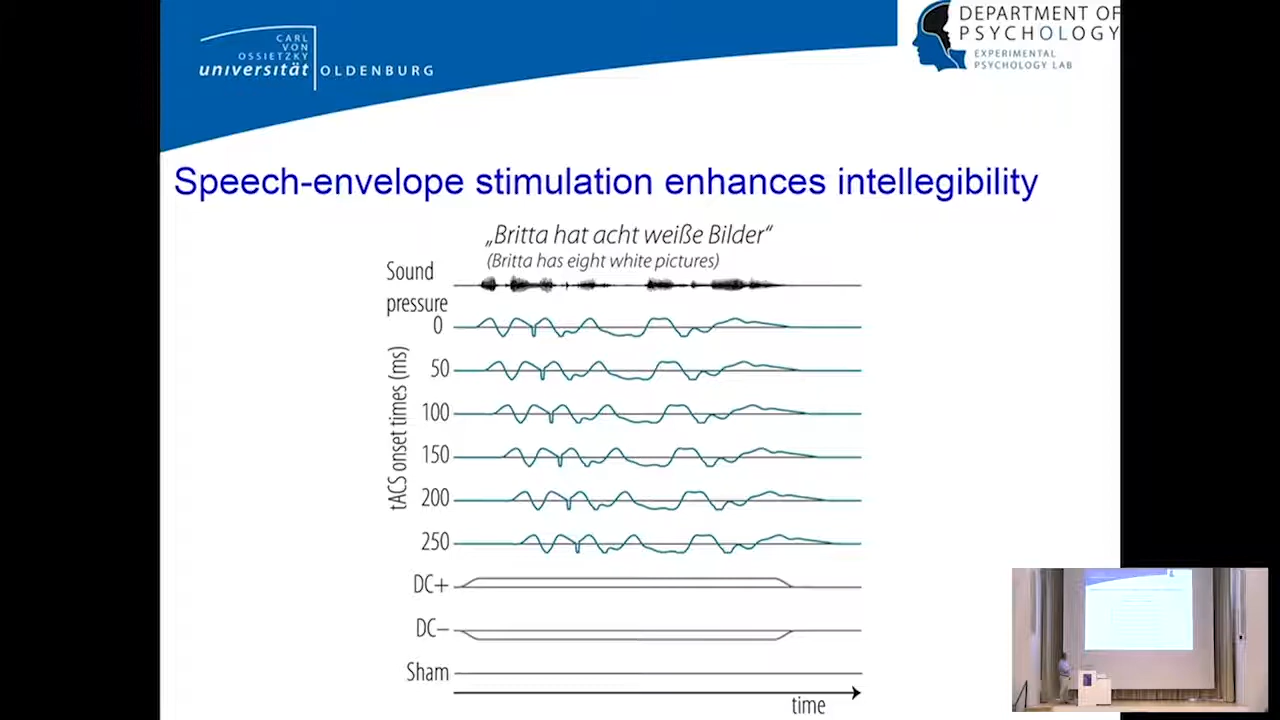 CARL
VON
OSSIETZKY
universität OLDENBURG
DEPARTMENT OF
PSYCHOLOGY
EXPERIMENTAL
PSYCHOLOGY LAB
Speech-envelope stimulation enhances intellegibility
„Britta hat acht weiße Bilder“
(Britta has eight white pictures)
Sound
pressure
tACS onset times (ms)
0
50
100
150
200
250
DC+
DC–
Sham
time